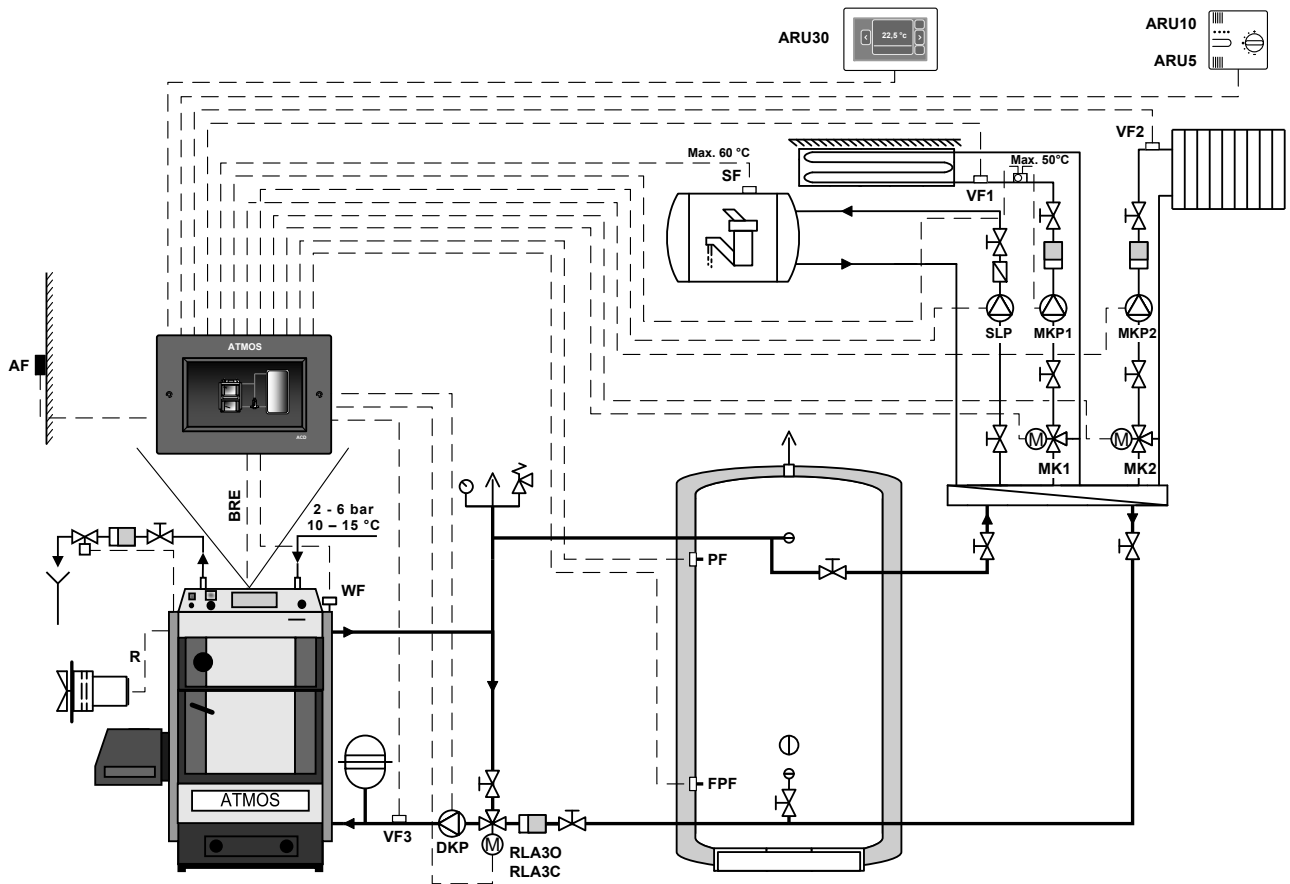 ARU30
22,5 °c
ARU10
ARU5
VF2
Max. 60 °C
SF
Max. 50°C
VF1
AF
ATMOS
ACD
SLP
MKP1
MKP2
M
M
MK1
MK2
BRE
2 - 6 bar
10 – 15 °C
PF
WF
R
FPF
ATMOS
VF3
DKP
M
RLA3O
RLA3C